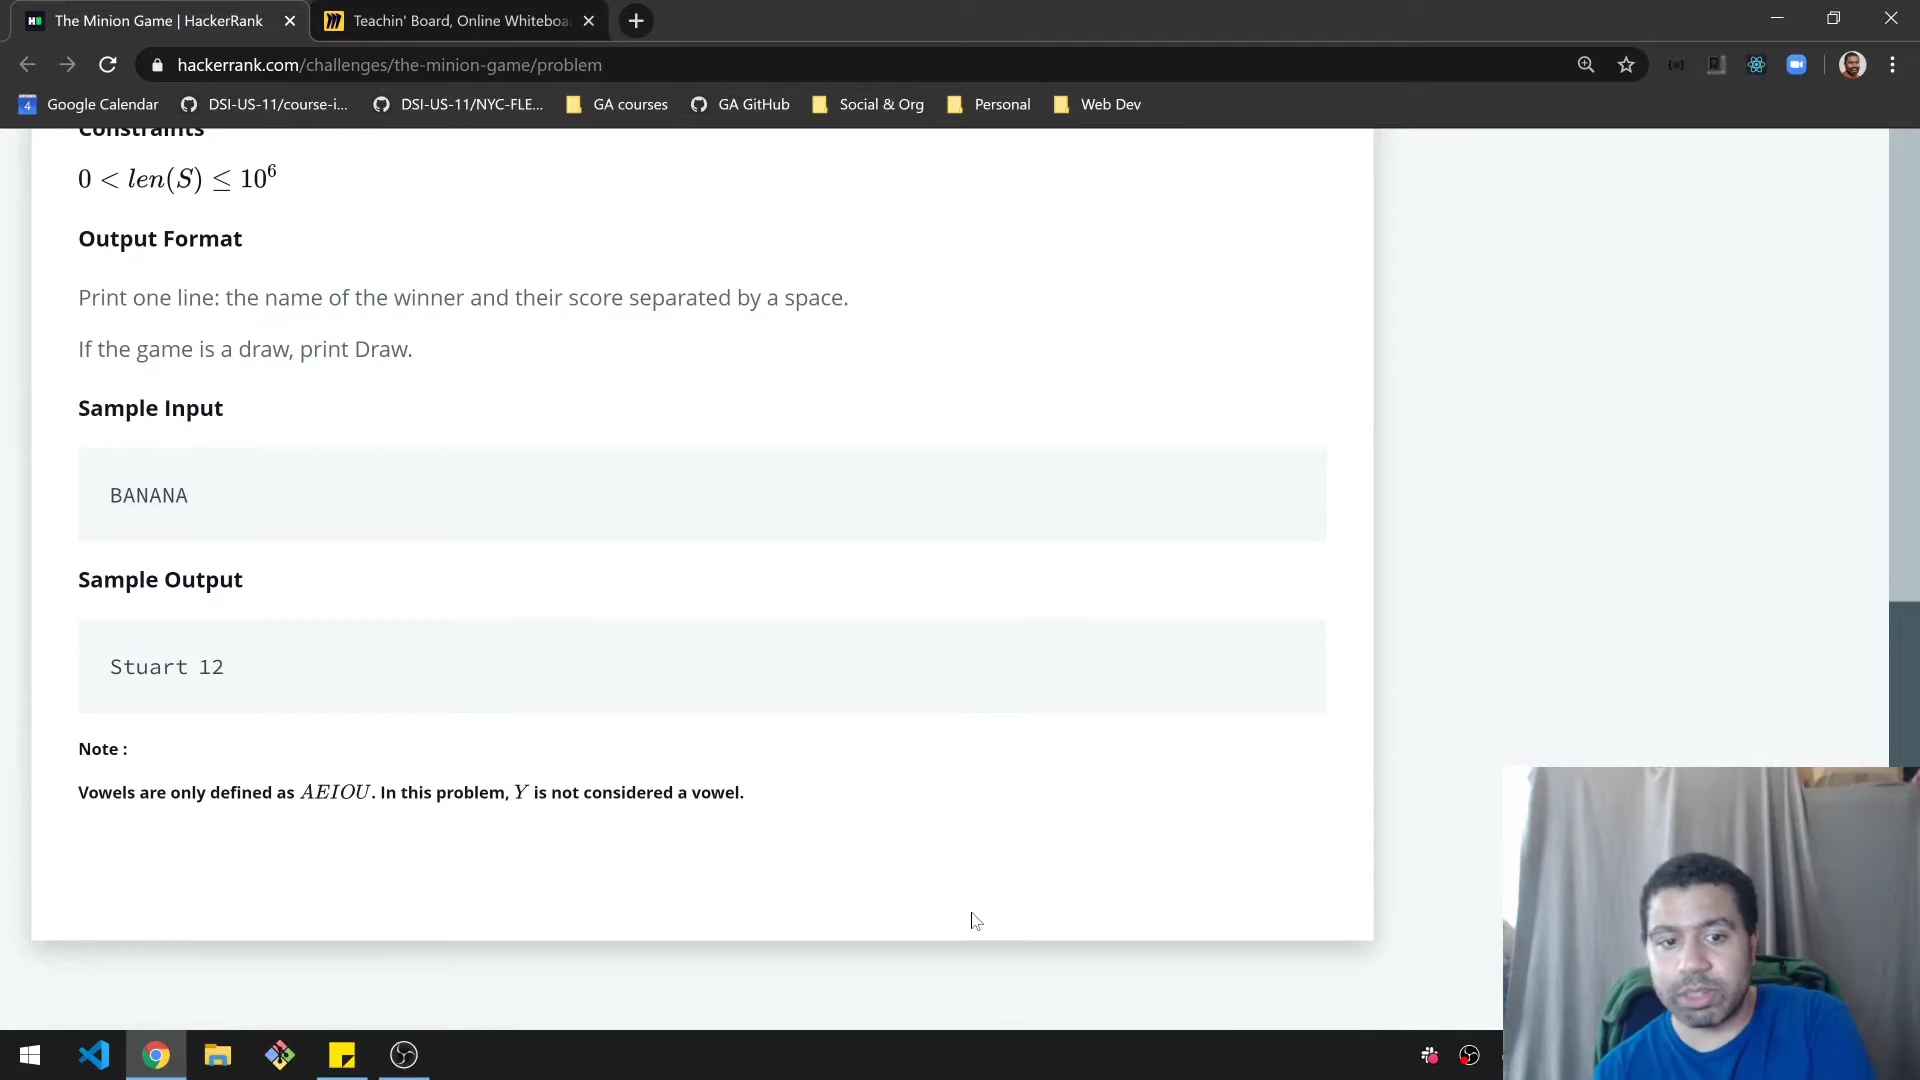 The Minion Game | HackerRank
Teachin' Board, Online Whiteboa
hackerrank.com/challenges/the-minion-game/problem
Google Calendar
DSI-US-11/course-i...
DSI-US-11/NYC-FLE...
GA courses
GA GitHub
Social & Org
Personal
Web Dev
Constraints
0 < len(S) ≤ 10⁶
Output Format
Print one line: the name of the winner and their score separated by a space.
If the game is a draw, print Draw.
Sample Input
BANANA
Sample Output
Stuart 12
Note :
Vowels are only defined as AEIOU. In this problem, Y is not considered a vowel.